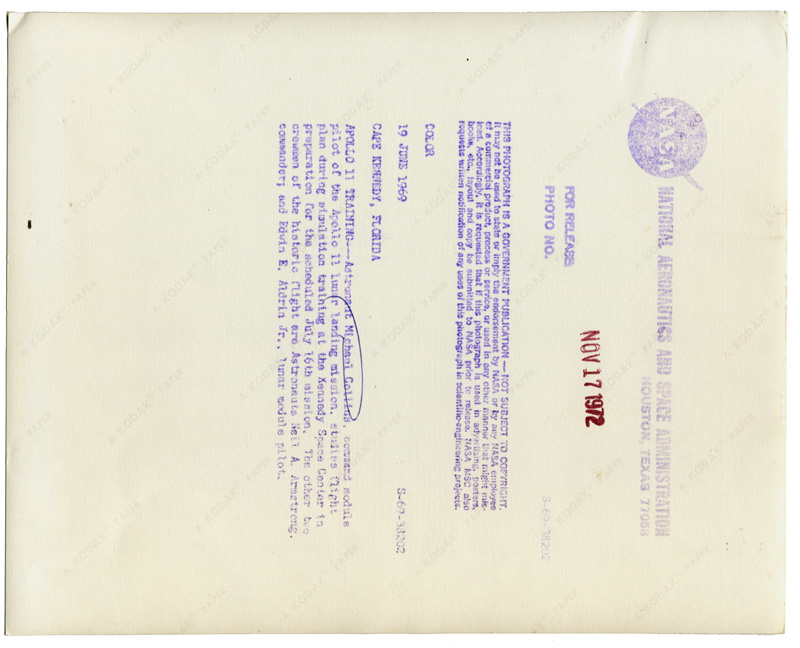 NASA
NATIONAL AERONAUTICS AND SPACE ADMINISTRATION
HOUSTON, TEXAS 77058
NOV 17 1972
FOR RELEASE:
PHOTO NO.
S-69-38202
THIS PHOTOGRAPH IS A GOVERNMENT PUBLICATION — NOT SUBJECT TO COPYRIGHT.
It may not be used to state or imply the endorsement by NASA or by any NASA employee
of a commercial product, process or service, or used in any other manner that might mis-
lead. Accordingly, it is requested that if this photograph is used in advertising, posters,
books, etc., layout and copy be submitted to NASA prior to release. NASA MSC also
requests written notification of any uses of this photograph in scientific-engineering projects.
COLOR
19 JUNE 1969 S-69-38202
CAPE KENNEDY, FLORIDA
APOLLO 11 TRAINING---Astronaut Michael Collins, command module
pilot of the Apollo 11 lunar landing mission, studies flight
plan during simulation training at the Kennedy Space Center in
preparation for the scheduled July 16th mission. The other two
crewmen of the historic flight are Astronauts Neil A. Armstrong,
commander; and Edwin E. Aldrin Jr., lunar module pilot.
A KODAK PAPER